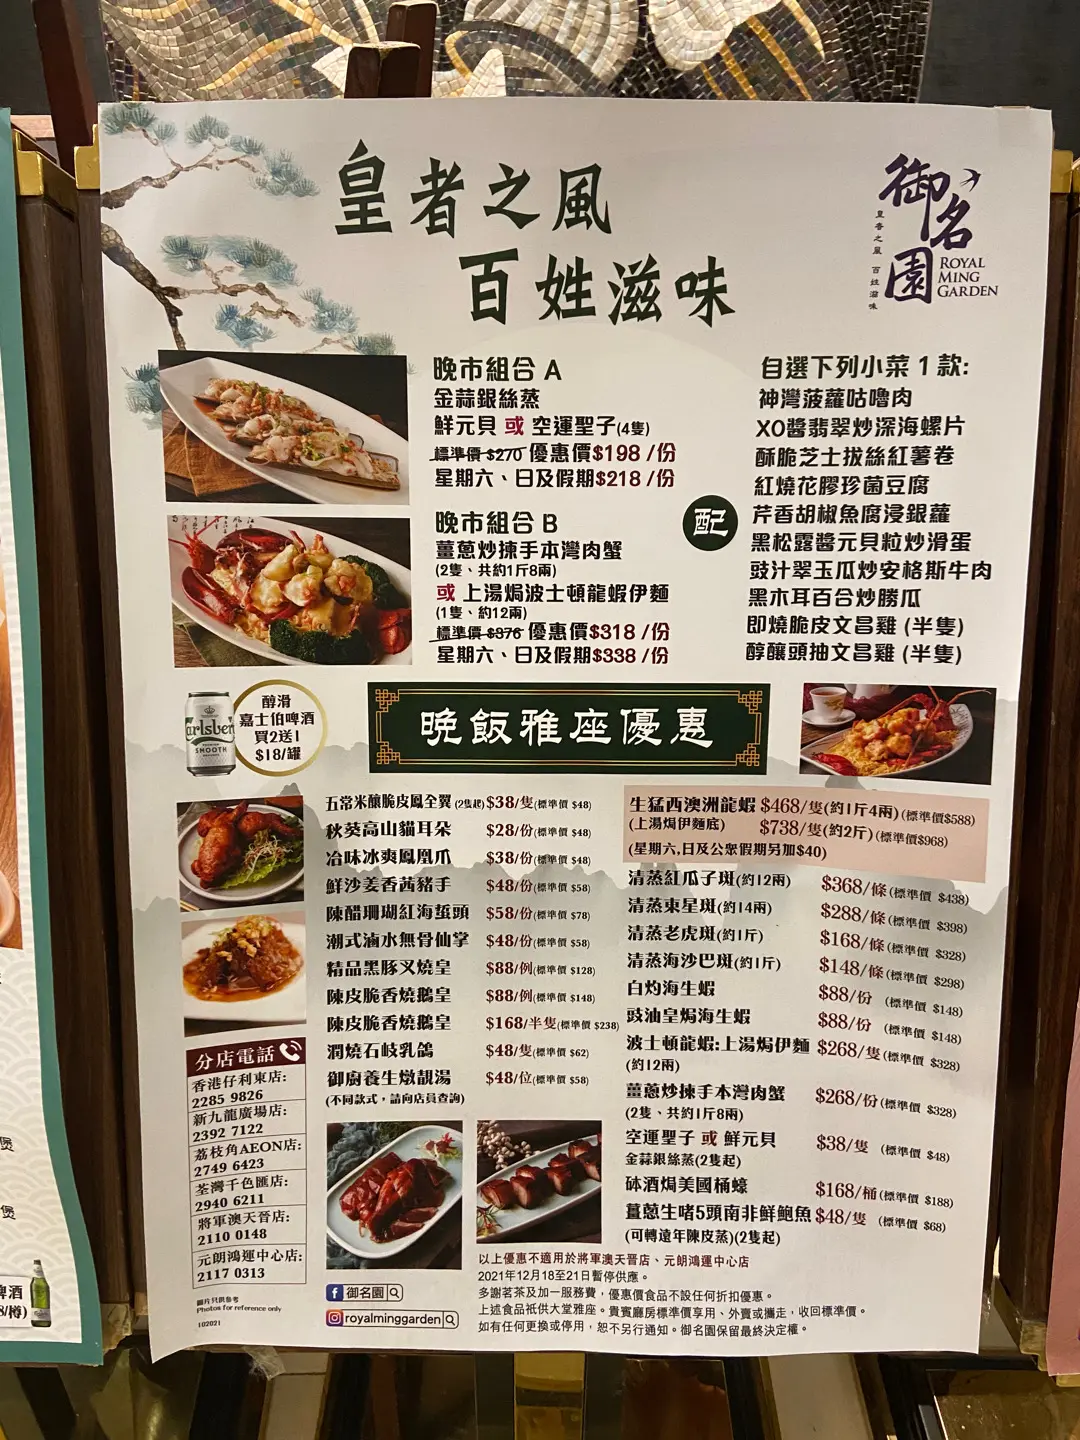 皇者之風
百姓滋味
御名園
皇者之風 百姓滋味
ROYAL
MING
GARDEN
晚市組合 A
金蒜銀絲蒸
鮮元貝 或 空運聖子(4隻)
標準價 $270 優惠價$198 /份
星期六、日及假期$218 /份
晚市組合 B
薑蔥炒揀手本灣肉蟹
(2隻、共約1斤8兩)
或 上湯焗波士頓龍蝦伊麵
(1隻、約12兩)
標準價 $376 優惠價$318 /份
星期六、日及假期$338 /份
配
自選下列小菜 1 款:
神灣菠蘿咕嚕肉
XO醬翡翠炒深海螺片
酥脆芝士拔絲紅薯卷
紅燒花膠珍菌豆腐
芹香胡椒魚腐浸銀蘿
黑松露醬元貝粒炒滑蛋
豉汁翠玉瓜炒安格斯牛肉
黑木耳百合炒勝瓜
即燒脆皮文昌雞 (半隻)
醇釀頭抽文昌雞 (半隻)
Carlsberg
SMOOTH
醇滑
嘉士伯啤酒
買2送1
$18/罐
晚飯雅座優惠
五常米釀脆皮鳳全翼 (2隻起) $38/隻(標準價 $48)
秋葵高山貓耳朵 $28/份(標準價 $48)
冶味冰爽鳳凰爪 $38/份(標準價 $48)
鮮沙姜香茜豬手 $48/份(標準價 $58)
陳醋珊瑚紅海蜇頭 $58/份(標準價 $78)
潮式滷水無骨仙掌 $48/份(標準價 $58)
精品黑豚叉燒皇 $88/例(標準價 $128)
陳皮脆香燒鵝皇 $88/例(標準價 $148)
陳皮脆香燒鵝皇 $168/半隻(標準價 $238)
潤燒石岐乳鴿 $48/隻(標準價 $62)
御廚養生燉靚湯 $48/位(標準價 $58)
(不同款式，請向店員查詢)
生猛西澳洲龍蝦 $468/隻(約1斤4兩)(標準價$588)
(上湯焗伊麵底) $738/隻(約2斤)(標準價$968)
(星期六,日及公眾假期另加$40)
清蒸紅瓜子斑(約12兩) $368/條(標準價 $438)
清蒸東星斑(約14兩) $288/條(標準價 $398)
清蒸老虎斑(約1斤) $168/條(標準價 $328)
清蒸海沙巴斑(約1斤) $148/條(標準價 $298)
白灼海生蝦 $88/份 (標準價 $148)
豉油皇焗海生蝦 $88/份 (標準價 $148)
波士頓龍蝦:上湯焗伊麵 $268/隻(標準價 $328)
(約12兩)
薑蔥炒揀手本灣肉蟹 $268/份(標準價 $328)
(2隻、共約1斤8兩)
空運聖子 或 鮮元貝 $38/隻 (標準價 $48)
金蒜銀絲蒸(2隻起)
砵酒焗美國桶蠔 $168/桶(標準價 $188)
薑蔥生啫5頭南非鮮鮑魚 $48/隻 (標準價 $68)
(可轉遠年陳皮蒸)(2隻起)
分店電話
香港仔利東店:
2285 9826
新九龍廣場店:
2392 7122
荔枝角AEON店:
2749 6423
荃灣千色匯店:
2940 6211
將軍澳天晉店:
2110 0148
元朗鴻運中心店:
2117 0313
圖片只供參考
Photos for reference only
102021
御名園
royalminggarden
以上優惠不適用於將軍澳天晉店、元朗鴻運中心店
2021年12月18至21日暫停供應。
多謝茗茶及加一服務費，優惠價食品不設任何折扣優惠。
上述食品祇供大堂雅座。貴賓廳房標準價享用、外賣或攜走，收回標準價。
如有任何更換或停用，恕不另行通知。御名園保留最終決定權。
煲
煲
啤酒
8/樽)